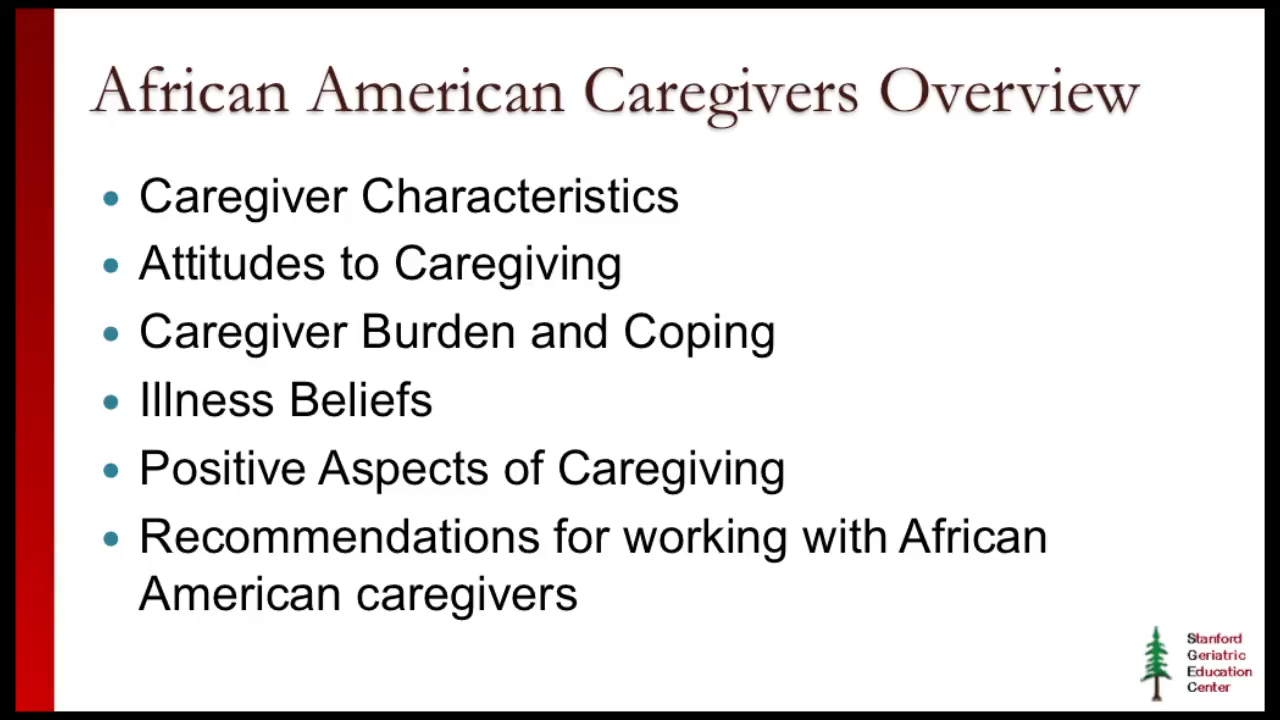 African American Caregivers Overview
• Caregiver Characteristics
• Attitudes to Caregiving
• Caregiver Burden and Coping
• Illness Beliefs
• Positive Aspects of Caregiving
• Recommendations for working with African
American caregivers
Stanford
Geriatric
Education
Center